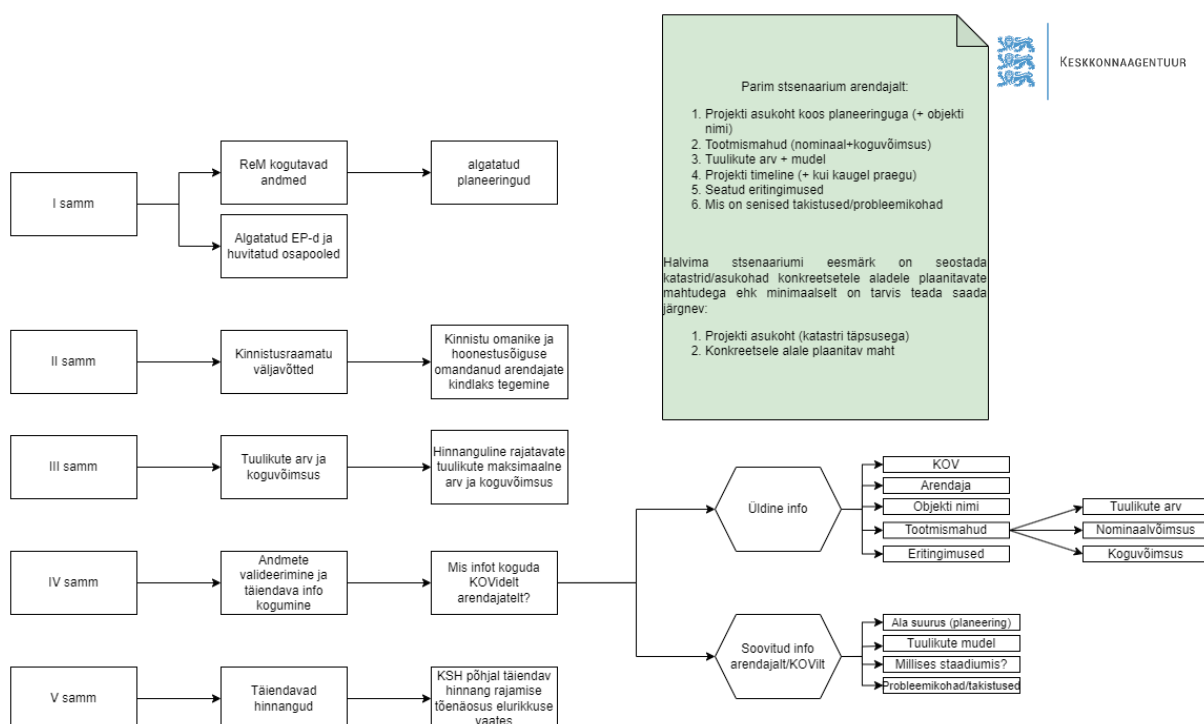 KESKKONNAAGENTUUR
Parim stsenaarium arendajalt:
1. Projekti asukoht koos planeeringuga (+ objekti
nimi)
2. Tootmismahud (nominaal+koguvõimsus)
3. Tuulikute arv + mudel
4. Projekti timeline (+ kui kaugel praegu)
5. Seatud eritingimused
6. Mis on senised takistused/probleemikohad
Halvima stsenaariumi eesmärk on seostada
katastrid/asukohad konkreetsetele aladele plaanitavate
mahtudega ehk minimaalselt on tarvis teada saada
järgnev:
1. Projekti asukoht (katastri täpsusega)
2. Konkreetsele alale plaanitav maht
I samm
ReM kogutavad
andmed
algatatud
planeeringud
Algatatud EP-d ja
huvitatud osapooled
II samm
Kinnistusraamatu
väljavõtted
Kinnistu omanike ja
hoonestusõiguse
omandanud arendajate
kindlaks tegemine
III samm
Tuulikute arv ja
koguvõimsus
Hinnanguline rajatavate
tuulikute maksimaalne
arv ja koguvõimsus
IV samm
Andmete
valideerimine ja
täiendava info
kogumine
Mis infot koguda
KOVidelt
arendajatelt?
Üldine info
KOV
Arendaja
Objekti nimi
Tootmismahud
Eritingimused
Tuulikute arv
Nominaalvõimsus
Koguvõimsus
Soovitud info
arendajalt/KOVilt
Ala suurus (planeering)
Tuulikute mudel
Millises staadiumis?
Probleemikohad/takistused
V samm
Täiendavad
hinnangud
KSH põhjal täiendav
hinnang rajamise
tõenäosus elurikkuse
vaates